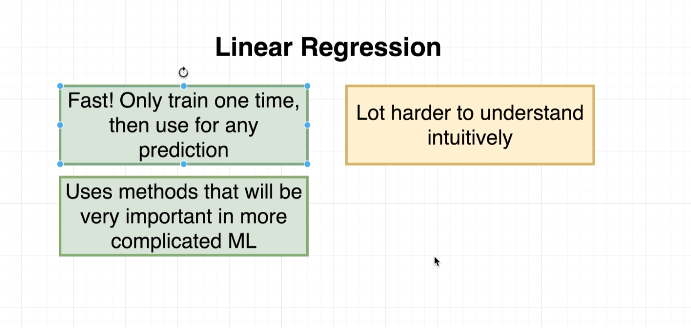 Linear Regression
Fast! Only train one time,
then use for any
prediction
Lot harder to understand
intuitively
Uses methods that will be
very important in more
complicated ML